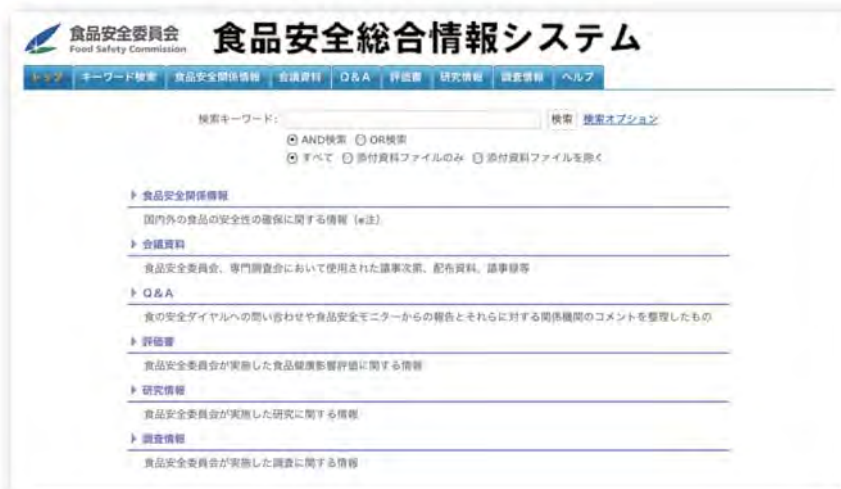 食品安全委員会
Food Safety Commission
食品安全総合情報システム
トップ キーワード検索 食品安全関係情報 会議資料 Q&A 評価書 研究情報 調査情報 ヘルプ
検索キーワード: 検索 検索オプション
AND検索 OR検索
すべて 添付資料ファイルのみ 添付資料ファイルを除く
食品安全関係情報
国内外の食品の安全性の確保に関する情報 (※注)
会議資料
食品安全委員会、専門調査会において使用された議事次第、配布資料、議事録等
Q&A
食の安全ダイヤルへの問い合わせや食品安全モニターからの報告とそれらに対する関係機関のコメントを整理したもの
評価書
食品安全委員会が実施した食品健康影響評価に関する情報
研究情報
食品安全委員会が実施した研究に関する情報
調査情報
食品安全委員会が実施した調査に関する情報